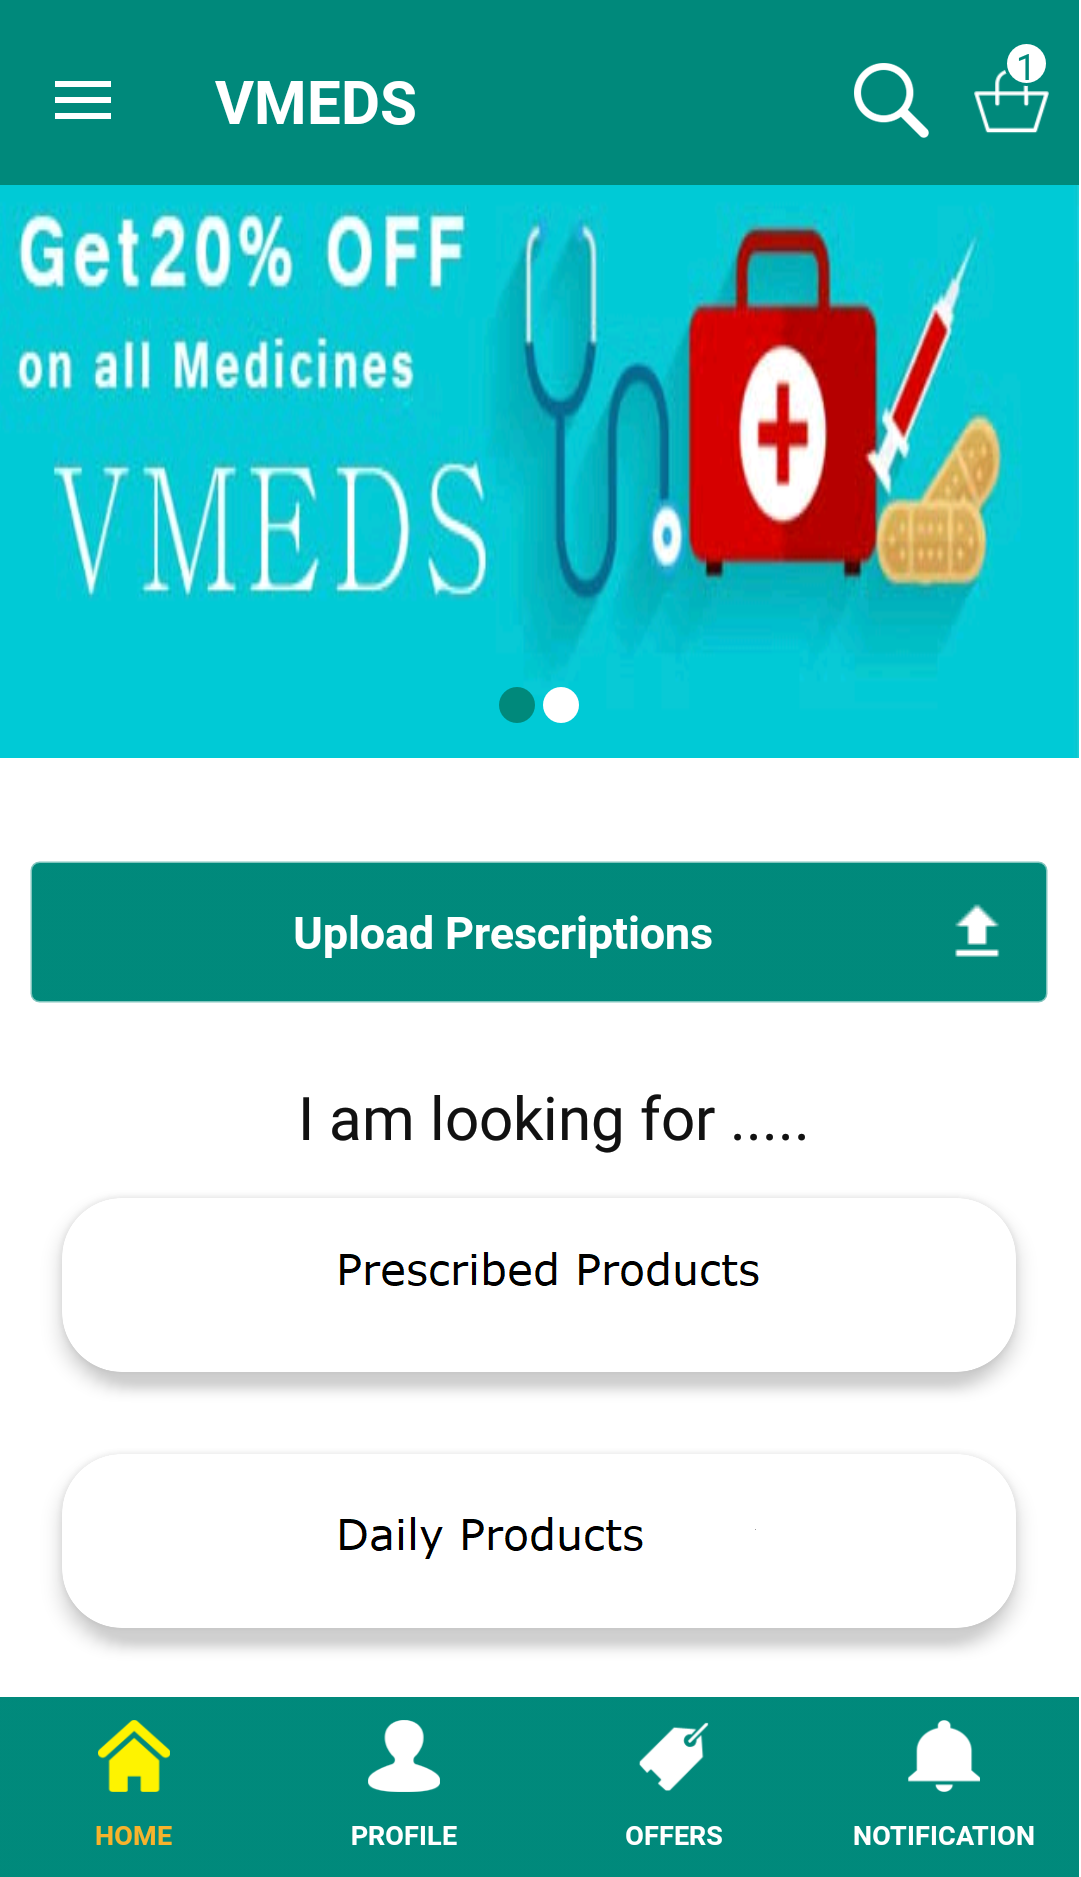 VMEDS
1
Get20% OFF
on all Medicines
VMEDS
Upload Prescriptions
I am looking for .....
Prescribed Products
Daily Products
HOME
PROFILE
OFFERS
NOTIFICATION